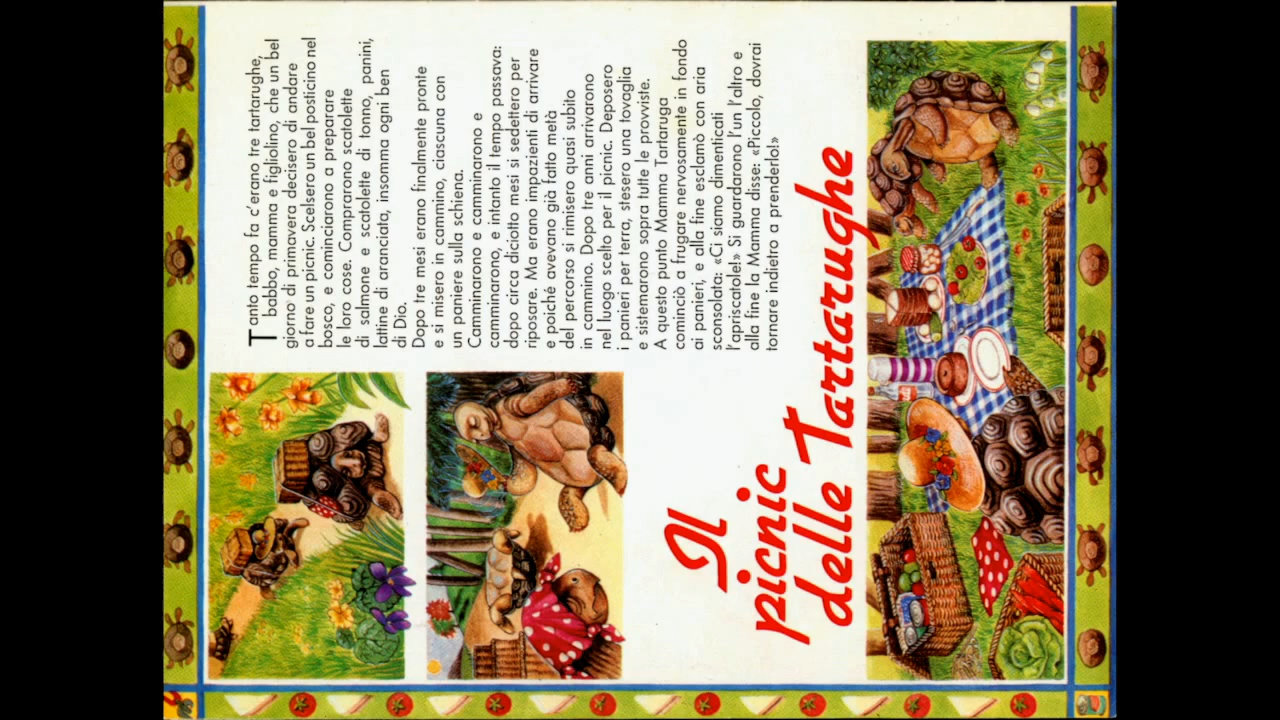 Il
picnic
delle Tartarughe
Tanto tempo fa c'erano tre tartarughe,
babbo, mamma e figliolino, che un bel
giorno di primavera decisero di andare
a fare un picnic. Scelsero un bel posticino nel
bosco, e cominciarono a preparare
le loro cose. Comprarono scatolette
di salmone e scatolette di tonno, panini,
lattine di aranciata, insomma ogni ben
di Dio.
Dopo tre mesi erano finalmente pronte
e si misero in cammino, ciascuna con
un paniere sulla schiena.
Camminarono e camminarono e
camminarono, e intanto il tempo passava:
dopo circa diciotto mesi si sedettero per
riposare. Ma erano impazienti di arrivare
e poiché avevano già fatto metà
del percorso si rimisero quasi subito
in cammino. Dopo tre anni arrivarono
nel luogo scelto per il picnic. Deposero
i panieri per terra, stesero una tovaglia
e sistemarono sopra tutte le provviste.
A questo punto Mamma Tartaruga
cominciò a frugare nervosamente in fondo
ai panieri, e alla fine esclamò con aria
sconsolata: «Ci siamo dimenticati
l'apriscatole!» Si guardarono l'un l'altro e
alla fine la Mamma disse: «Piccolo, dovrai
tornare indietro a prenderlo!»